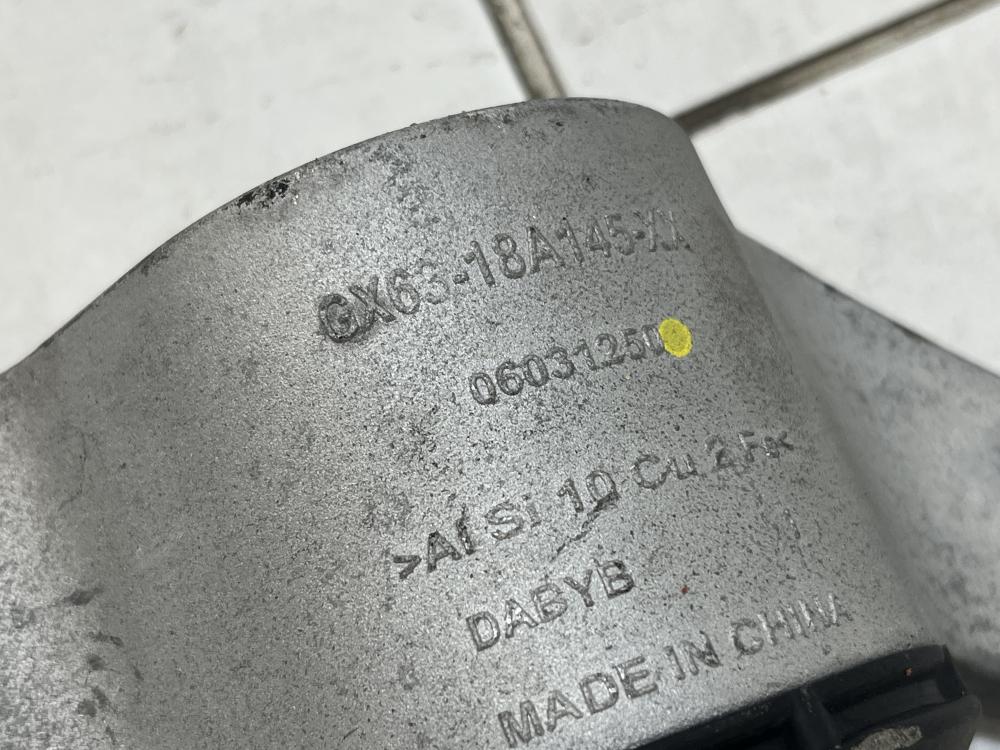 GX63-18A145-XX
06031250
>Al Si 10 Cu 2 Fe<
DABYB
MADE IN CHINA